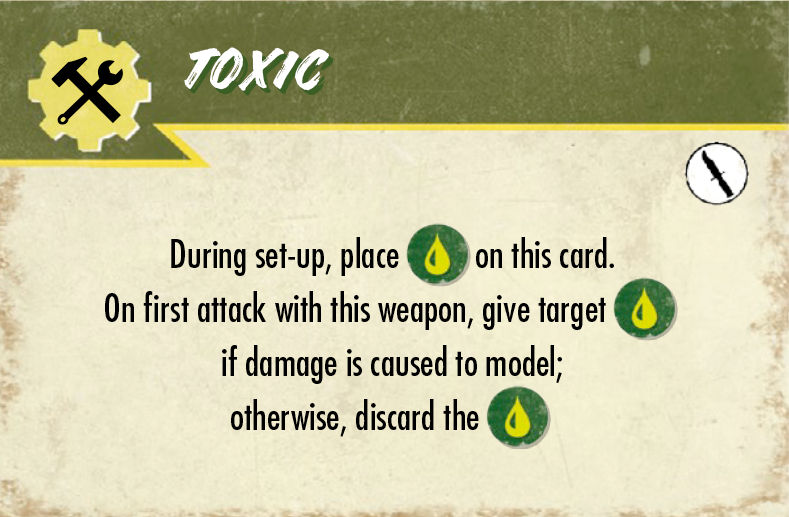 TOXIC
During set-up, place on this card.
On first attack with this weapon, give target
if damage is caused to model;
otherwise, discard the